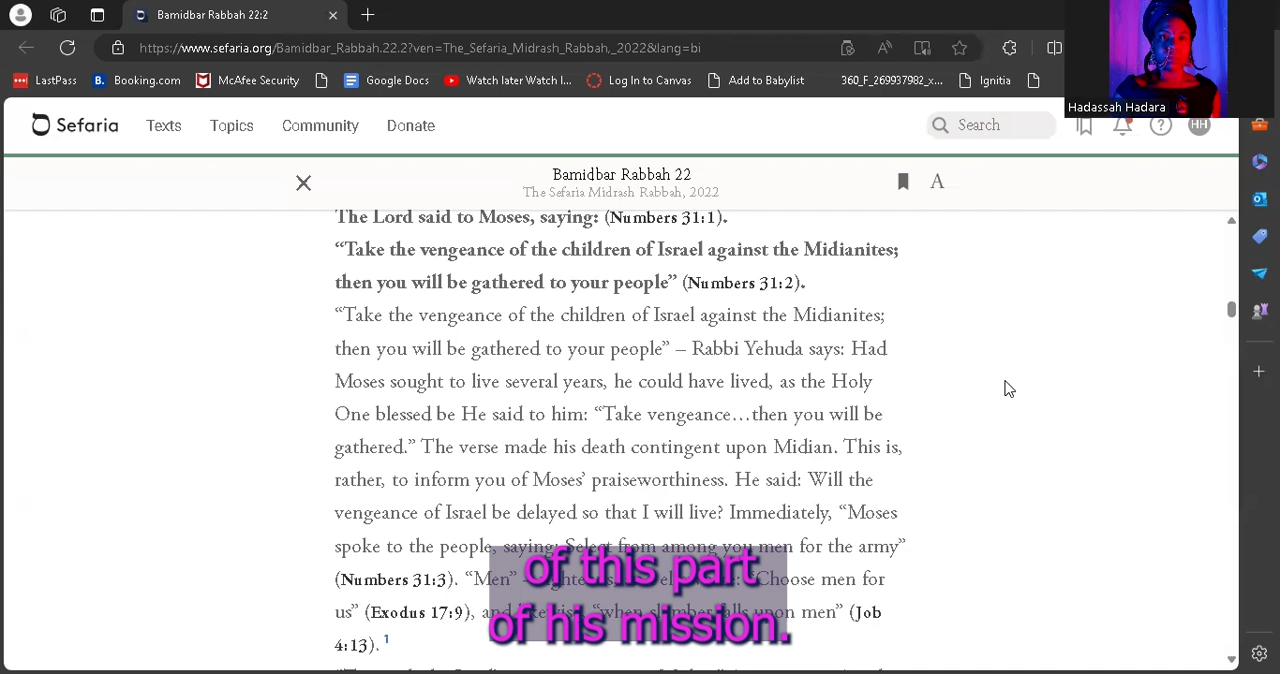 Bamidbar Rabbah 22:2
https://www.sefaria.org/Bamidbar_Rabbah.22.2?ven=The_Sefaria_Midrash_Rabbah,_2022&lang=bi
LastPass
B. Booking.com
McAfee Security
Google Docs
Watch later Watch l...
Log In to Canvas
Add to Babylist
360_F_269937982_x...
Ignitia
Hadassah Hadara
Sefaria
Texts
Topics
Community
Donate
Search
HH
Bamidbar Rabbah 22
The Sefaria Midrash Rabbah, 2022
A
The Lord said to Moses, saying: (Numbers 31:1).
“Take the vengeance of the children of Israel against the Midianites;
then you will be gathered to your people” (Numbers 31:2).
“Take the vengeance of the children of Israel against the Midianites;
then you will be gathered to your people” – Rabbi Yehuda says: Had
Moses sought to live several years, he could have lived, as the Holy
One blessed be He said to him: “Take vengeance…then you will be
gathered.” The verse made his death contingent upon Midian. This is,
rather, to inform you of Moses’ praiseworthiness. He said: Will the
vengeance of Israel be delayed so that I will live? Immediately, “Moses
spoke to the people, saying: Select from among you men for the army”
(Numbers 31:3). “Men” – “Choose men for
us” (Exodus 17:9), and “when slumber falls upon men” (Job
4:13). 1
of this part
of his mission.